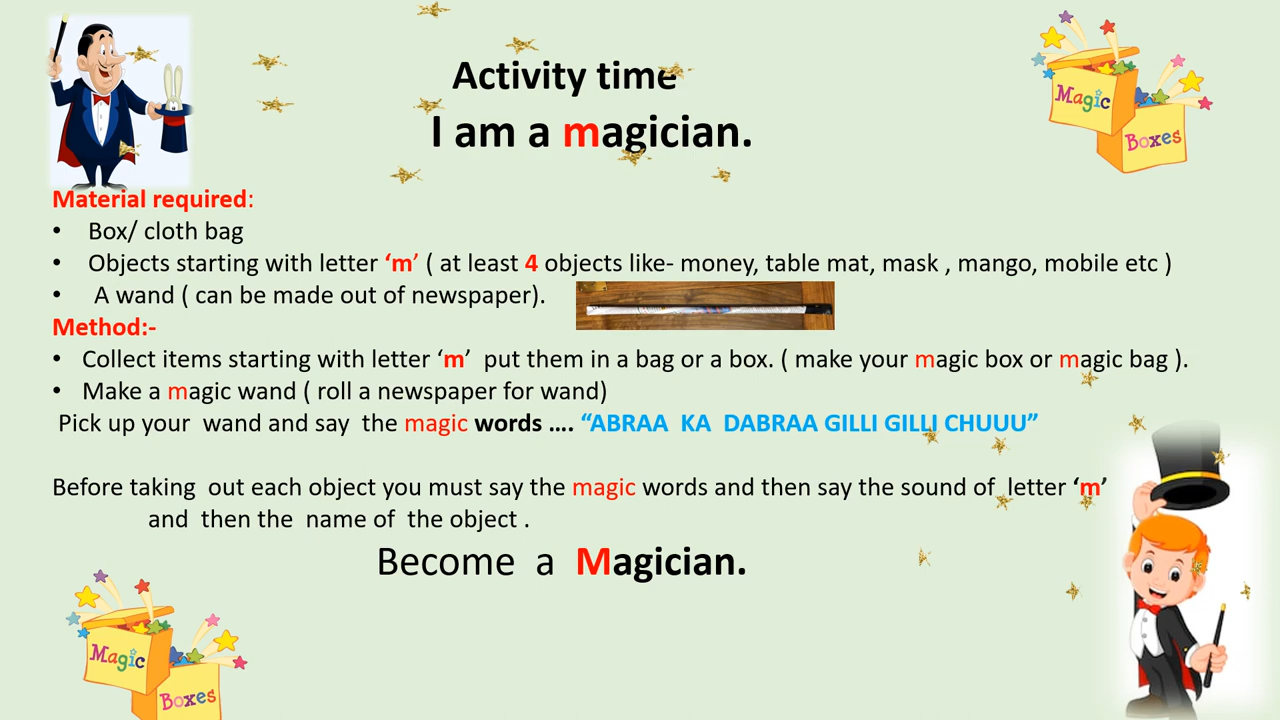 Activity time
I am a magician.
Magic
Boxes
Material required:
• Box/ cloth bag
• Objects starting with letter ‘m’ ( at least 4 objects like- money, table mat, mask , mango, mobile etc )
• A wand ( can be made out of newspaper).
Method:-
• Collect items starting with letter ‘m’ put them in a bag or a box. ( make your magic box or magic bag ).
• Make a magic wand ( roll a newspaper for wand)
Pick up your wand and say the magic words .... “ABRAA KA DABRAA GILLI GILLI CHUUU”
Before taking out each object you must say the magic words and then say the sound of letter ‘m’
and then the name of the object .
Become a Magician.
Magic
Boxes